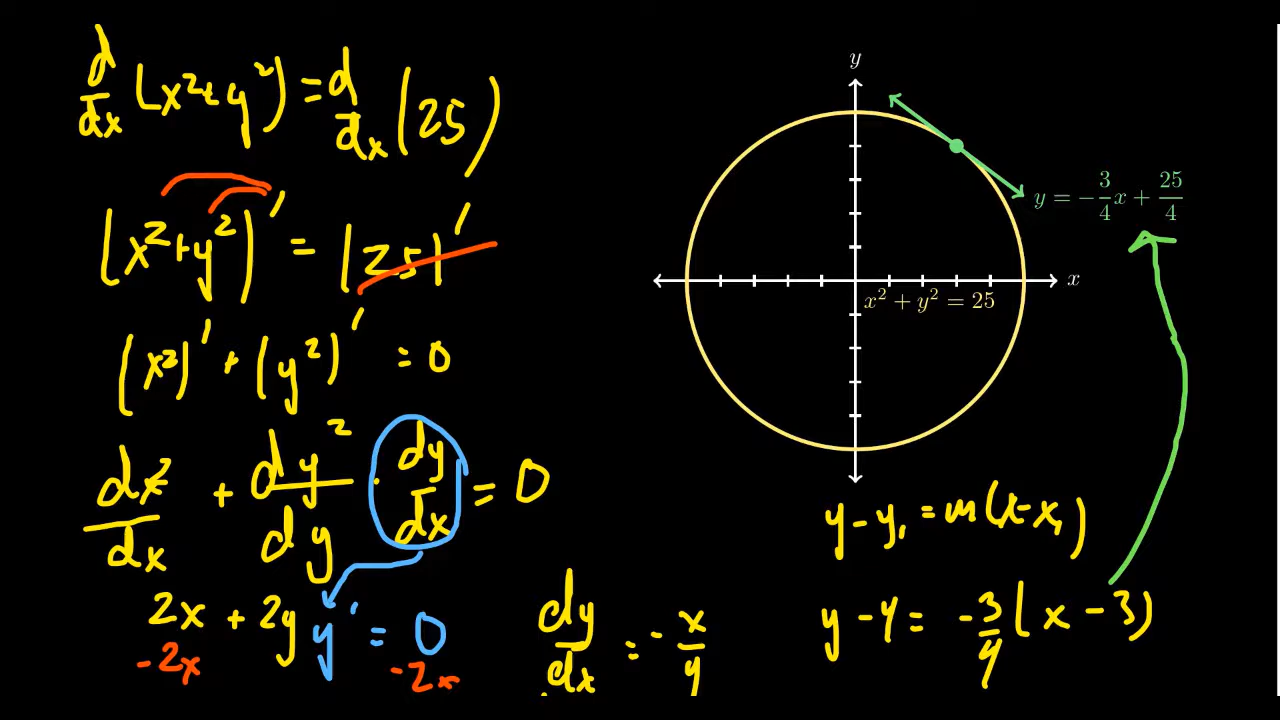 d/dx (x²+y²) = d/dx (25)
(x²+y²)' = (25)'
(x²)' + (y²)' = 0
dx²/dx + dy²/dy · dy/dx = 0
2x + 2y y' = 0
-2x -2x
dy/dx = - x/y
y
x
y = -3/4 x + 25/4
x² + y² = 25
y - y₁ = m(x - x₁)
y - 4 = -3/4 (x - 3)